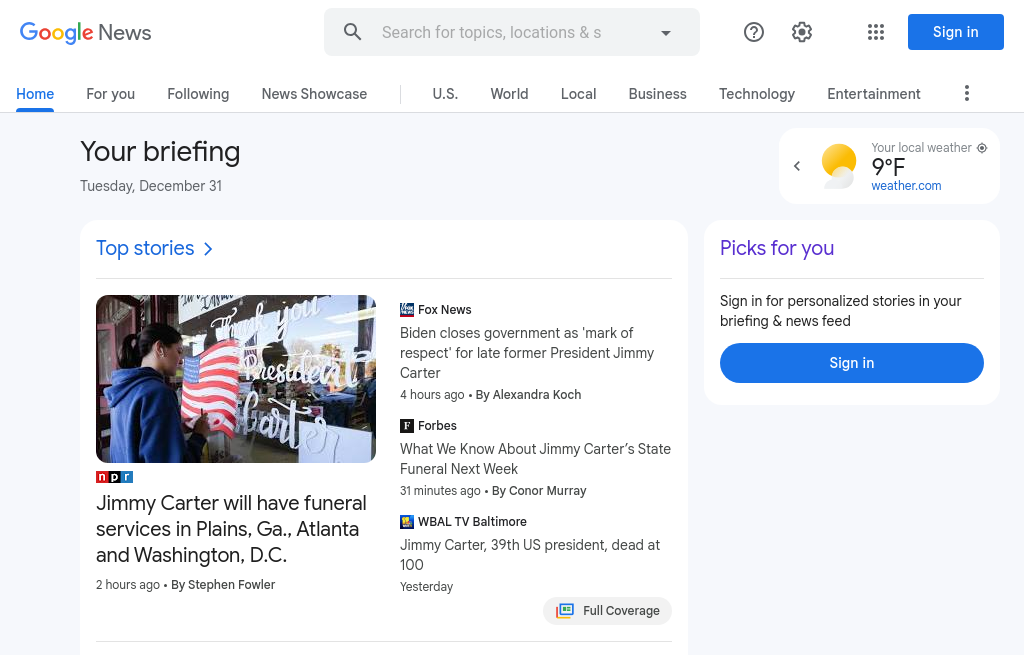 Google News
Search for topics, locations & s
Sign in
Home
For you
Following
News Showcase
U.S.
World
Local
Business
Technology
Entertainment
Your briefing
Tuesday, December 31
Your local weather
9°F
weather.com
Top stories
Picks for you
Sign in for personalized stories in your
briefing & news feed
Sign in
Thank you
President
Carter
npr
Jimmy Carter will have funeral
services in Plains, Ga., Atlanta
and Washington, D.C.
2 hours ago • By Stephen Fowler
Fox News
Biden closes government as 'mark of
respect' for late former President Jimmy
Carter
4 hours ago • By Alexandra Koch
F Forbes
What We Know About Jimmy Carter’s State
Funeral Next Week
31 minutes ago • By Conor Murray
WBAL TV Baltimore
Jimmy Carter, 39th US president, dead at
100
Yesterday
Full Coverage